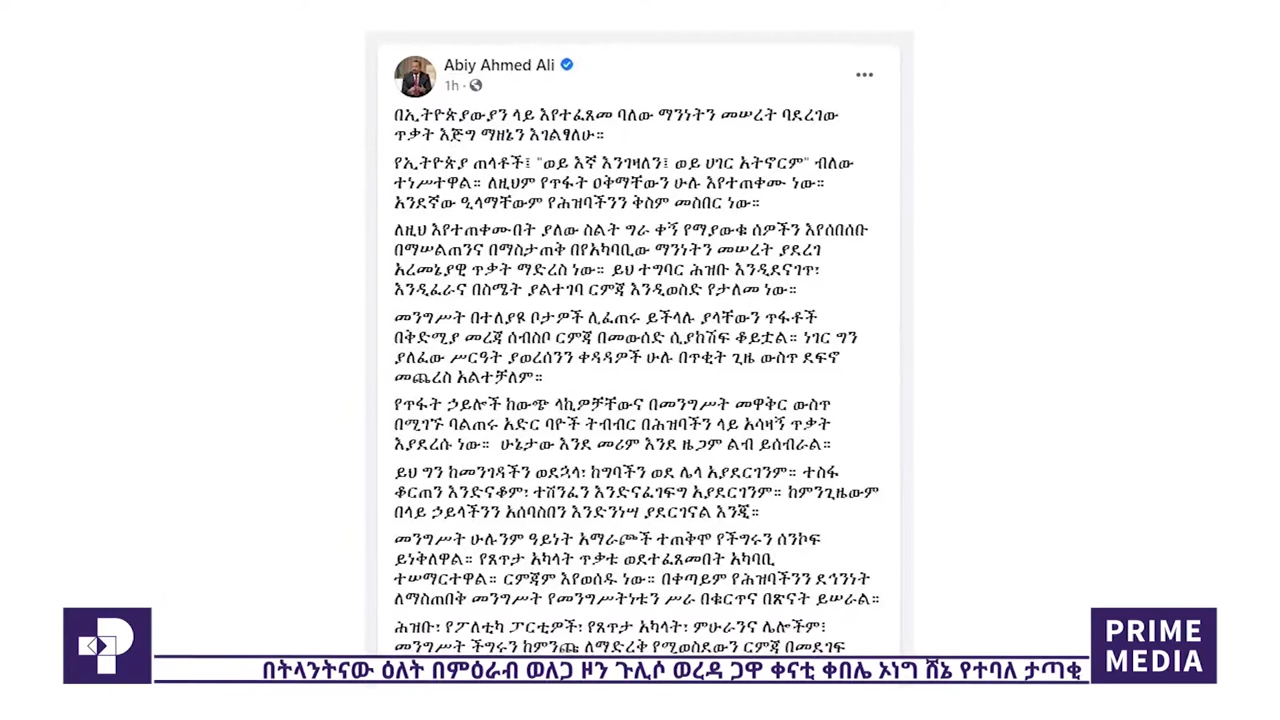 Abiy Ahmed Ali
1h
በኢትዮጵያውያን ላይ እየተፈጸመ ባለው ማንነትን መሠረት ባደረገው
ጥቃት እጅግ ማዘኔን እገልፃለሁ።
የኢትዮጵያ ጠላቶች፤ "ወይ እኛ እንገዛለን፤ ወይ ሀገር አትኖርም" ብለው
ተነሥተዋል። ለዚህም የጥፋት ዐቅማቸውን ሁሉ እየተጠቀሙ ነው።
አንደኛው ዒላማቸውም የሕዝባችንን ቅስም መስበር ነው።
ለዚህ እየተጠቀሙበት ያለው ስልት ግራ ቀኝ የማያውቁ ሰዎችን እየሰበሰቡ
በማሠልጠንና በማስታጠቅ በየአካባቢው ማንነትን መሠረት ያደረገ
አረመኔያዊ ጥቃት ማድረስ ነው። ይህ ተግባር ሕዝቡ እንዲደናገጥ፣
እንዲፈራና በስሜት ያልተገባ ርምጃ እንዲወስድ የታለመ ነው።
መንግሥት በተለያዩ ቦታዎች ሊፈጠሩ ይችላሉ ያላቸውን ጥፋቶች
በቅድሚያ መረጃ ሰብስቦ ርምጃ በመውሰድ ሲያከሽፍ ቆይቷል። ነገር ግን
ያለፈው ሥርዓት ያወረሰንን ቀዳዳዎች ሁሉ በጥቂት ጊዜ ውስጥ ደፍኖ
መጨረስ አልተቻለም።
የጥፋት ኃይሎች ከውጭ ላኪዎቻቸውና በመንግሥት መዋቅር ውስጥ
በሚገኙ ባልጠሩ አድር ባዮች ትብብር በሕዝባችን ላይ አሳዛኝ ጥቃት
እያደረሱ ነው። ሁኔታው እንደ መሪም እንደ ዜጋም ልብ ይሰብራል።
ይህ ግን ከመንገዳችን ወደኋላ፣ ከግባችን ወደ ሌላ አያደርገንም። ተስፋ
ቆርጠን እንድናቆም፣ ተሸንፈን እንድናፈገፍግ አያደርገንም። ከምንጊዜውም
በላይ ኃይላችንን አሰባስበን እንድንነሣ ያደርገናል እንጂ።
መንግሥት ሁሉንም ዓይነት አማራጮች ተጠቅሞ የችግሩን ሰንኮፍ
ይነቅለዋል። የጸጥታ አካላት ጥቃቱ ወደተፈጸመበት አካባቢ
ተሠማርተዋል። ርምጃም እየወሰዱ ነው። በቀጣይም የሕዝባችንን ደኅንነት
ለማስጠበቅ መንግሥት የመንግሥትነቱን ሥራ በቁርጥና በጽናት ይሠራል።
ሕዝቡ፣ የፖለቲካ ፓርቲዎች፣ የጸጥታ አካላት፣ ምሁራንና ሌሎችም፤
መንግሥት ችግሩን ከምንጩ ለማድረቅ የሚወስደውን ርምጃ በመደገፍ
PRIME
MEDIA
በትላንትናው ዕለት በምዕራብ ወለጋ ዞን ጉሊሶ ወረዳ ጋዋ ቀናቲ ቀበሌ ኦነግ ሸኔ የተባለ ታጣቂ